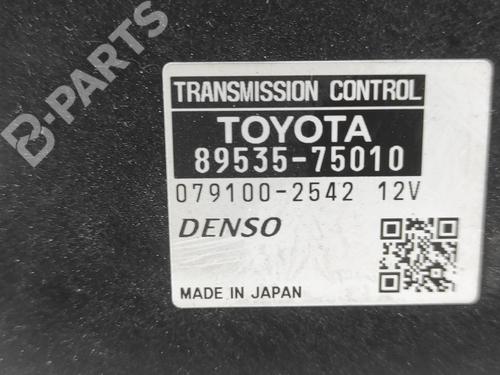 B-PARTS
TRANSMISSION CONTROL
TOYOTA
89535-75010
079100-2542 12V
DENSO
MADE IN JAPAN